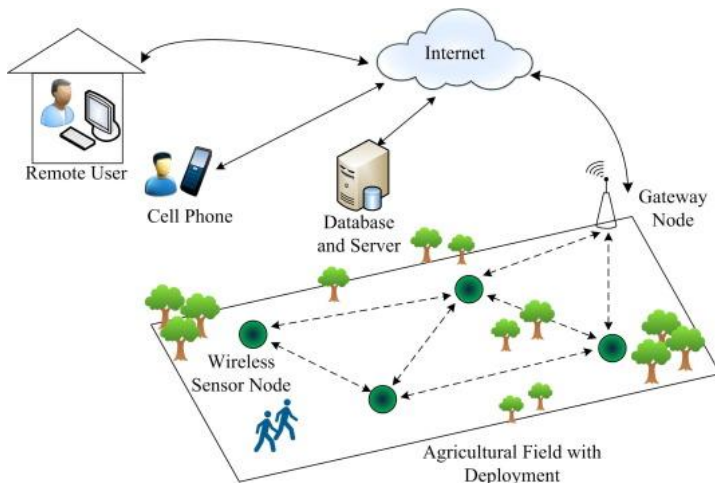 Internet
Remote User
Cell Phone
Database
and Server
Gateway
Node
Wireless
Sensor Node
Agricultural Field with
Deployment